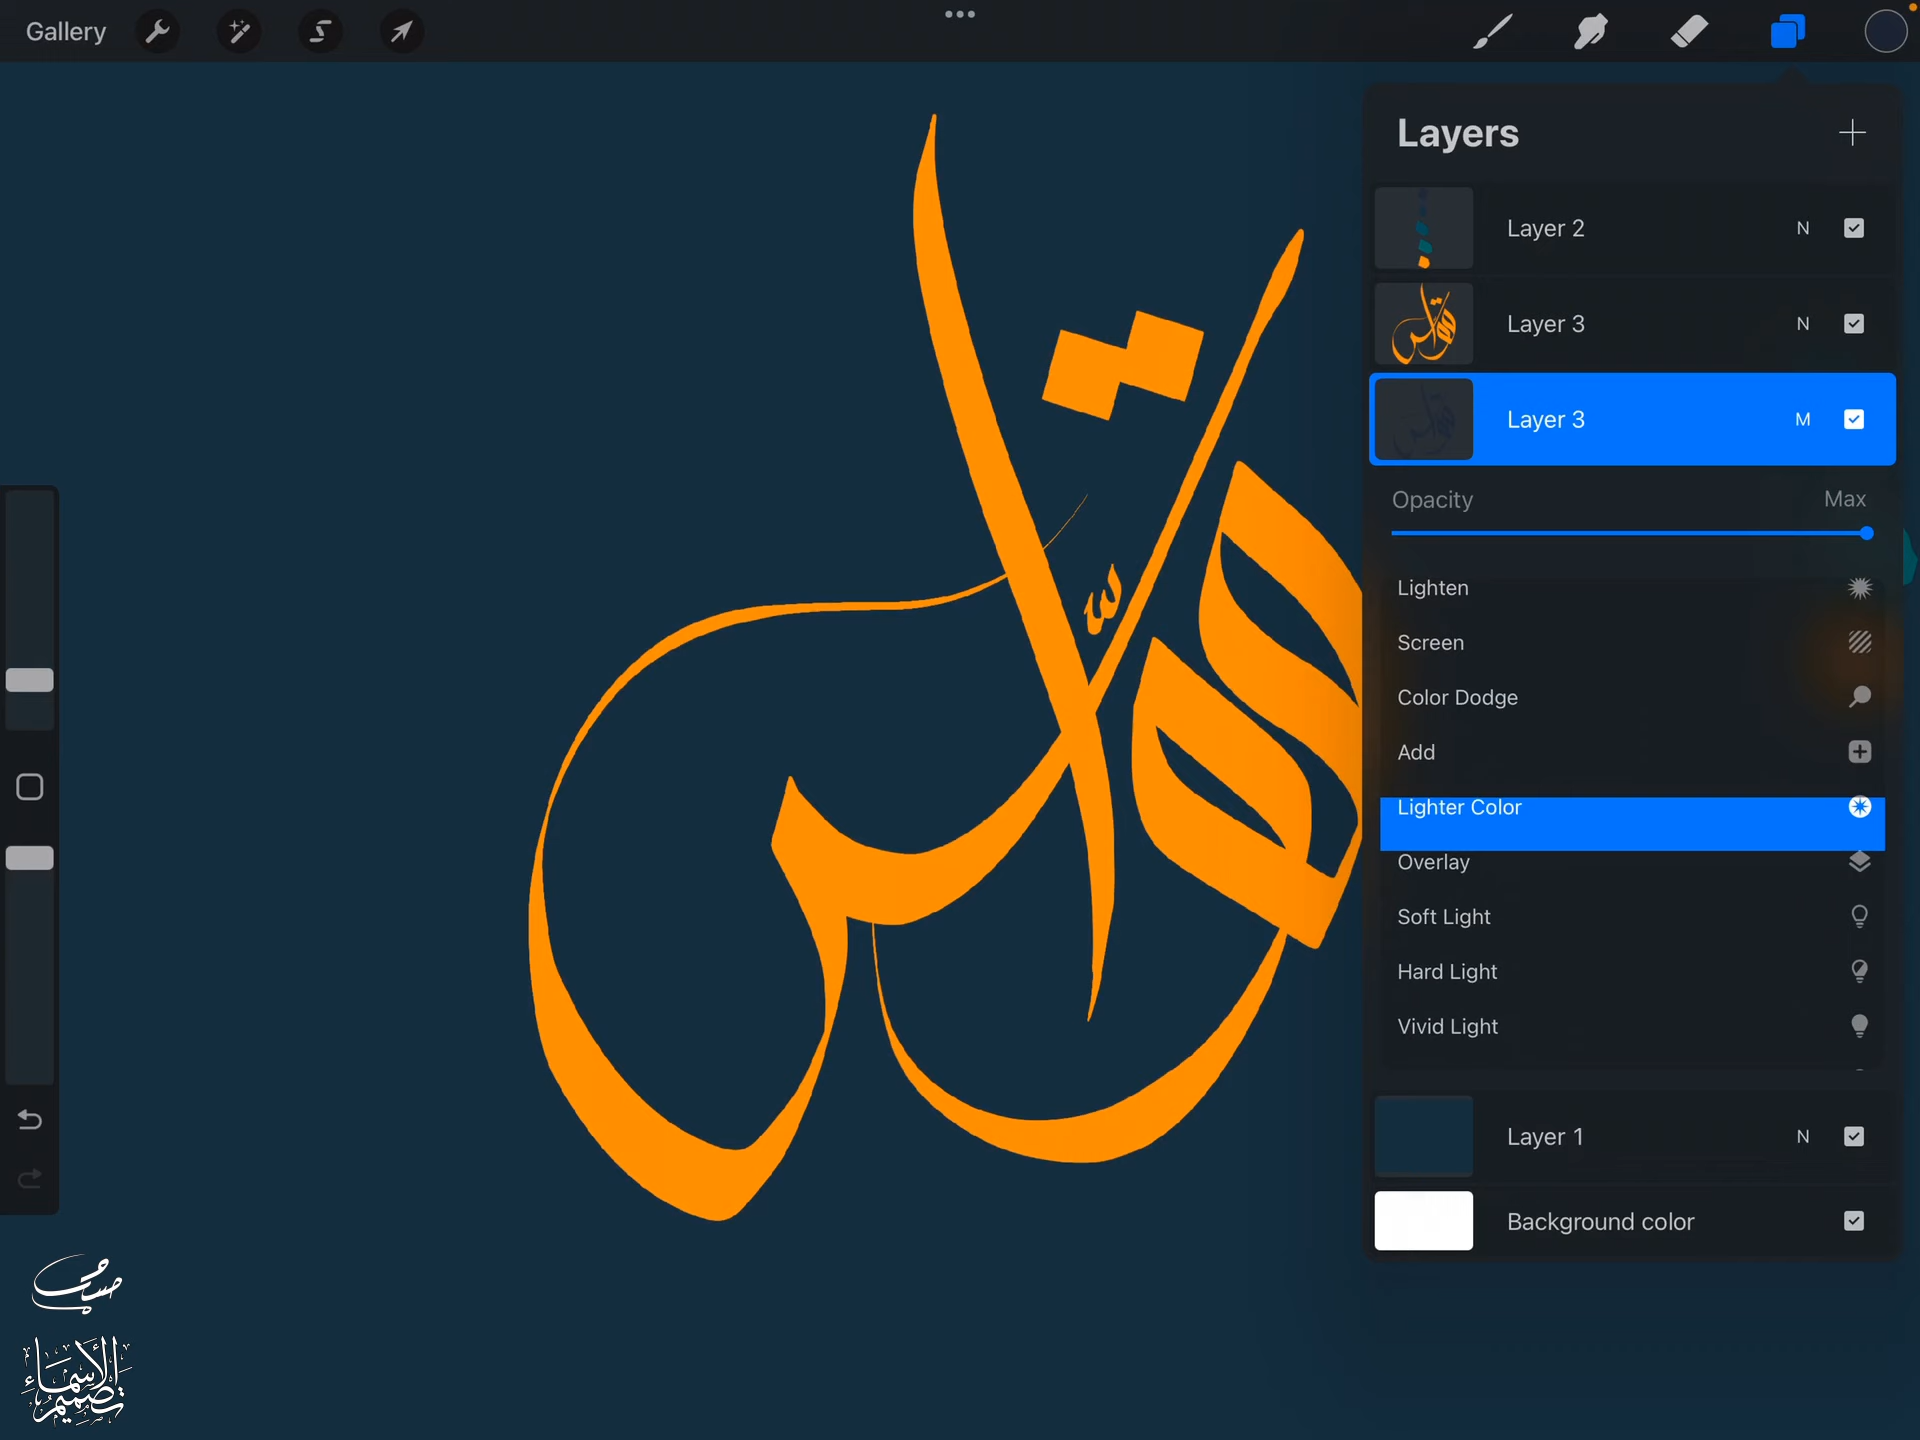 Gallery
Layers
Layer 2 N
Layer 3 N
Layer 3 M
Opacity Max
Lighten
Screen
Color Dodge
Add
Lighter Color
Overlay
Soft Light
Hard Light
Vivid Light
Layer 1 N
Background color
تصميم الأسماء